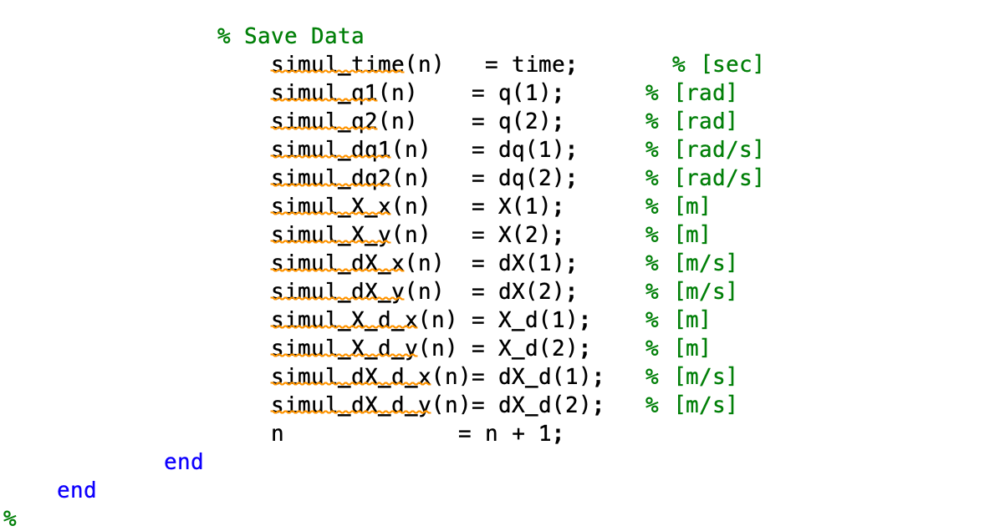 % Save Data
simul_time(n)   = time;       % [sec]
simul_q1(n)    = q(1);      % [rad]
simul_q2(n)    = q(2);      % [rad]
simul_dq1(n)   = dq(1);     % [rad/s]
simul_dq2(n)   = dq(2);     % [rad/s]
simul_X_x(n)   = X(1);      % [m]
simul_X_y(n)   = X(2);      % [m]
simul_dX_x(n)  = dX(1);     % [m/s]
simul_dX_y(n)  = dX(2);     % [m/s]
simul_X_d_x(n) = X_d(1);    % [m]
simul_X_d_y(n) = X_d(2);    % [m]
simul_dX_d_x(n)= dX_d(1);   % [m/s]
simul_dX_d_y(n)= dX_d(2);   % [m/s]
n             = n + 1;
end
end
%